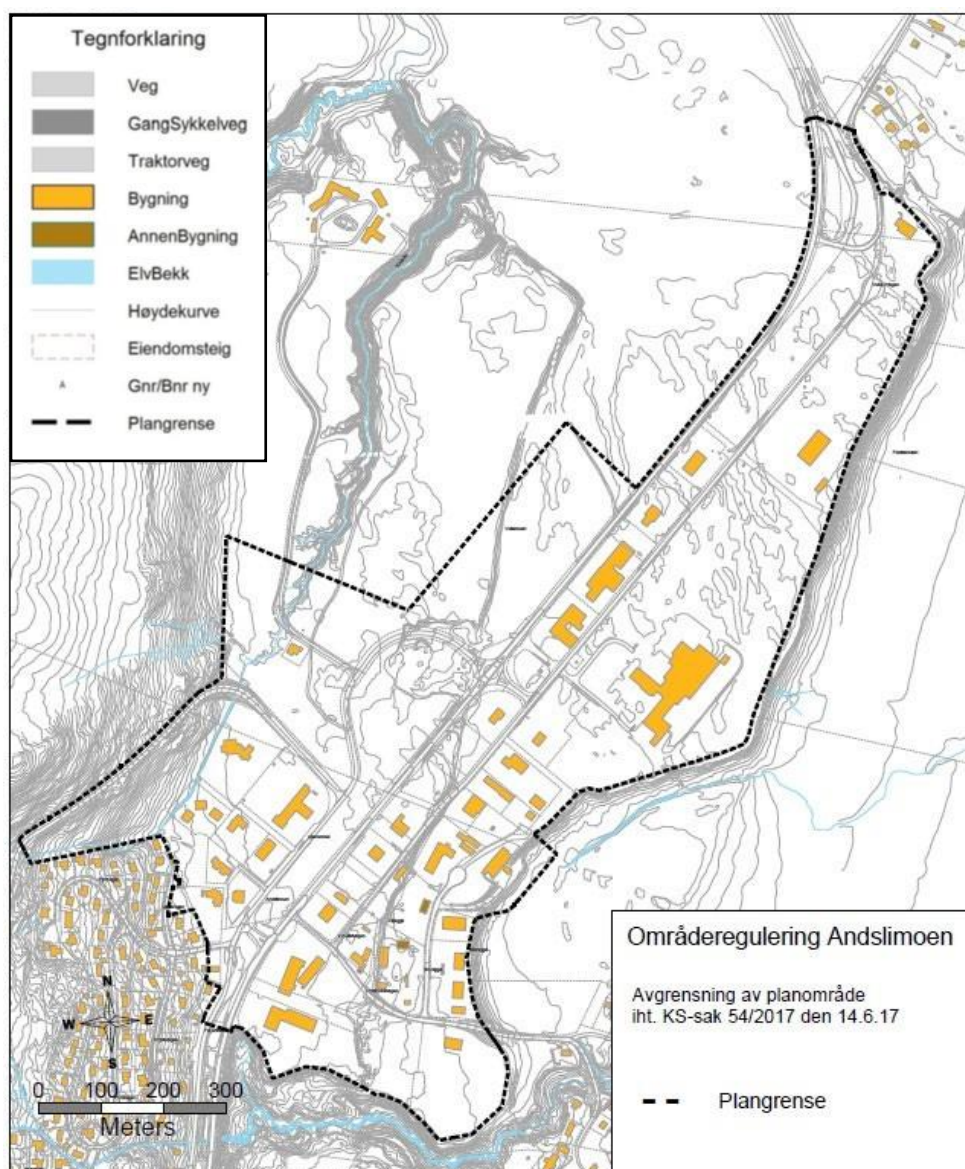 Tegnforklaring
Veg
GangSykkelveg
Traktorveg
Bygning
AnnenBygning
ElvBekk
Høydekurve
Eiendomsteig
A Gnr/Bnr ny
Plangrense
N
W E
S
0 100 200 300
Meters
Områderegulering Andslimoen
Avgrensning av planområde
iht. KS-sak 54/2017 den 14.6.17
Plangrense